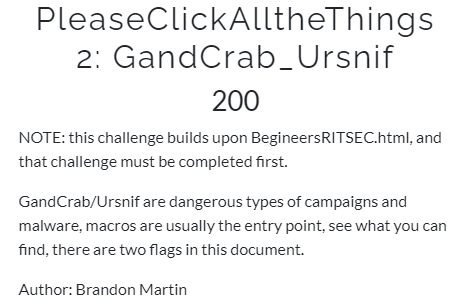 PleaseClickAlltheThings
2: GandCrab_Ursnif
200
NOTE: this challenge builds upon BegineersRITSEC.html, and
that challenge must be completed first.
GandCrab/Ursnif are dangerous types of campaigns and
malware, macros are usually the entry point, see what you can
find, there are two flags in this document.
Author: Brandon Martin